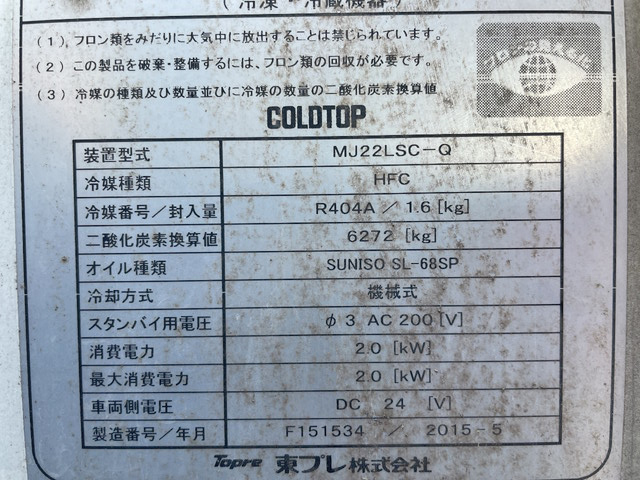 (冷凍・冷蔵機器)
(1) フロン類をみだりに大気中に放出することは禁じられています。
(2) この製品を破棄・整備するには、フロン類の回収が必要です。
(3) 冷媒の種類及び数量並びに冷媒の数量の二酸化炭素換算値
COLDTOP
装置型式 MJ22LSC-Q
冷媒種類 HFC
冷媒番号/封入量 R404A / 1.6 [kg]
二酸化炭素換算値 6272 [kg]
オイル種類 SUNISO SL-68SP
冷却方式 機械式
スタンバイ用電圧 φ3 AC 200 [V]
消費電力 2.0 [kW]
最大消費電力 2.0 [kW]
車両側電圧 DC 24 [V]
製造番号/年月 F151534 / 2015-5
Topre 東プレ株式会社